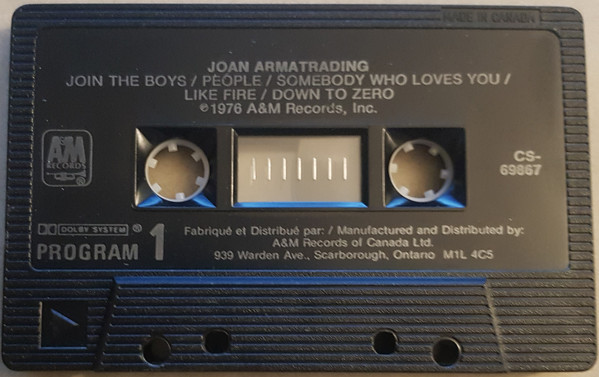 MADE IN CANADA
JOAN ARMATRADING
JOIN THE BOYS / PEOPLE / SOMEBODY WHO LOVES YOU /
LIKE FIRE / DOWN TO ZERO
℗1976 A&M Records, Inc.
A&M
RECORDS
CS-
69867
DOLBY SYSTEM ®
PROGRAM 1
Fabriqué et Distribué par: / Manufactured and Distributed by:
A&M Records of Canada Ltd.
939 Warden Ave., Scarborough, Ontario M1L 4C5